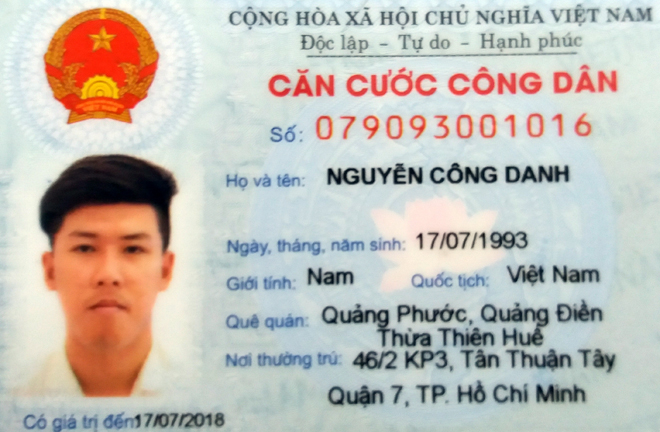 CỘNG HÒA XÃ HỘI CHỦ NGHĨA VIỆT NAM
Độc lập - Tự do - Hạnh phúc
CĂN CƯỚC CÔNG DÂN
Số: 079093001016
Họ và tên: NGUYỄN CÔNG DANH
Ngày, tháng, năm sinh: 17/07/1993
Giới tính: Nam Quốc tịch: Việt Nam
Quê quán: Quảng Phước, Quảng Điền
Thừa Thiên Huế
Nơi thường trú: 46/2 KP3, Tân Thuận Tây
Quận 7, TP. Hồ Chí Minh
Có giá trị đến: 17/07/2018